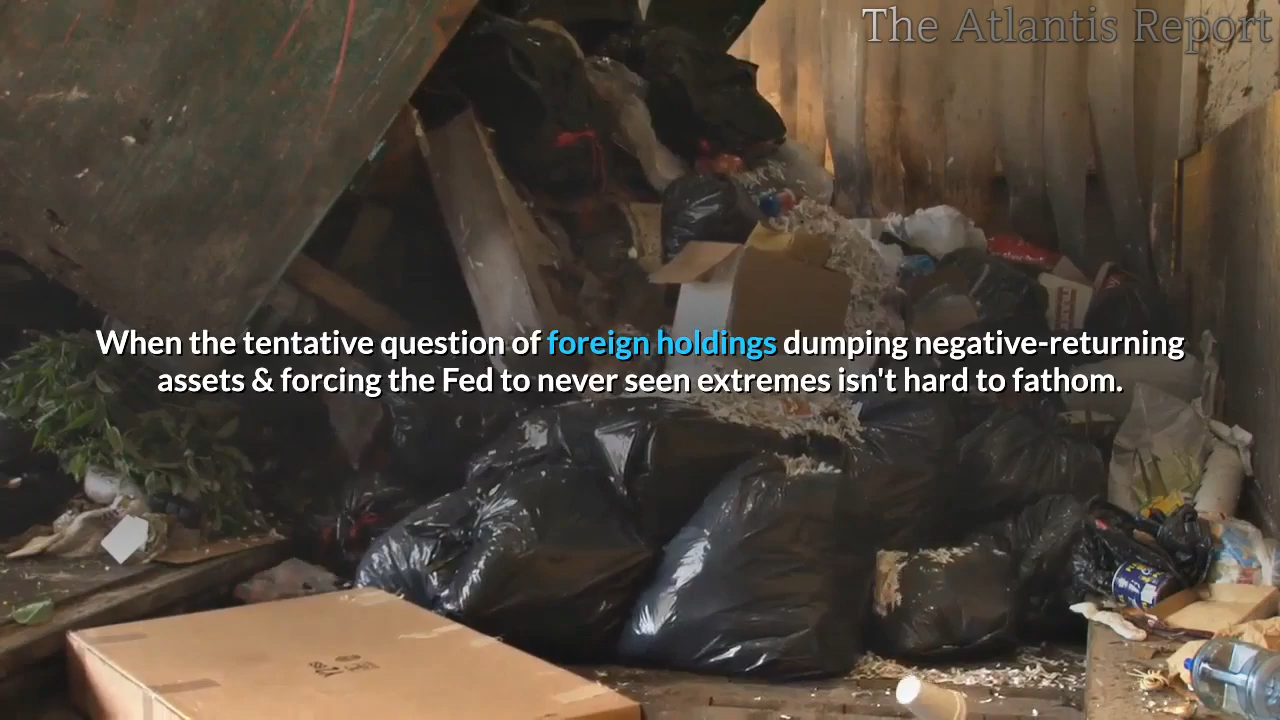 The Atlantis Report
When the tentative question of foreign holdings dumping negative-returning
assets & forcing the Fed to never seen extremes isn't hard to fathom.